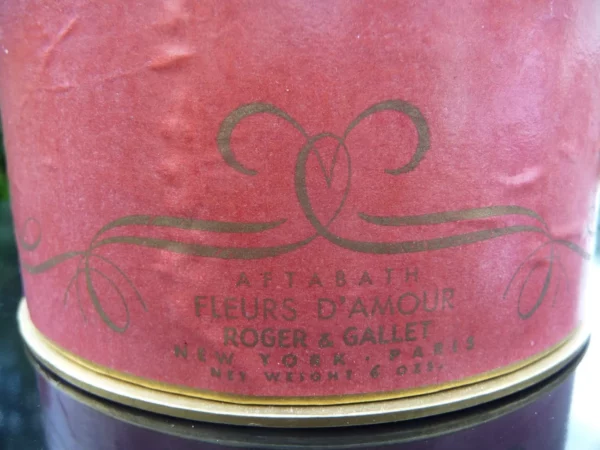 AFTABATH
FLEURS D'AMOUR
ROGER & GALLET
NEW YORK · PARIS
NET WEIGHT 6 OZS.